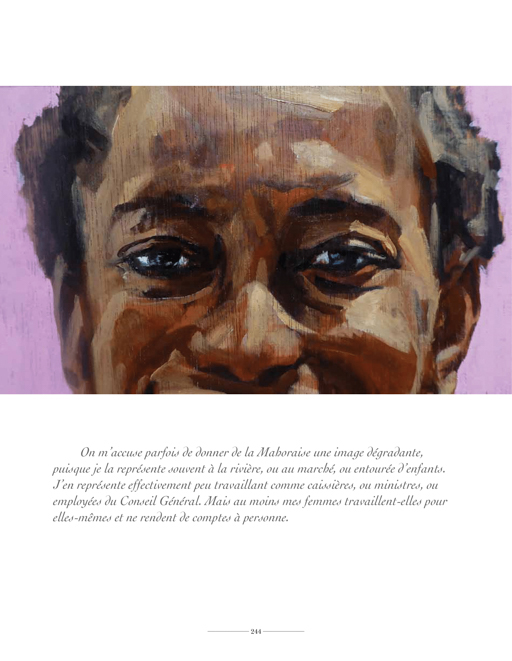 On m'accuse parfois de donner de la Mahoraise une image dégradante,
puisque je la représente souvent à la rivière, ou au marché, ou entourée d'enfants.
J'en représente effectivement peu travaillant comme caissières, ou ministres, ou
employées du Conseil Général. Mais au moins mes femmes travaillent-elles pour
elles-mêmes et ne rendent de comptes à personne.
244